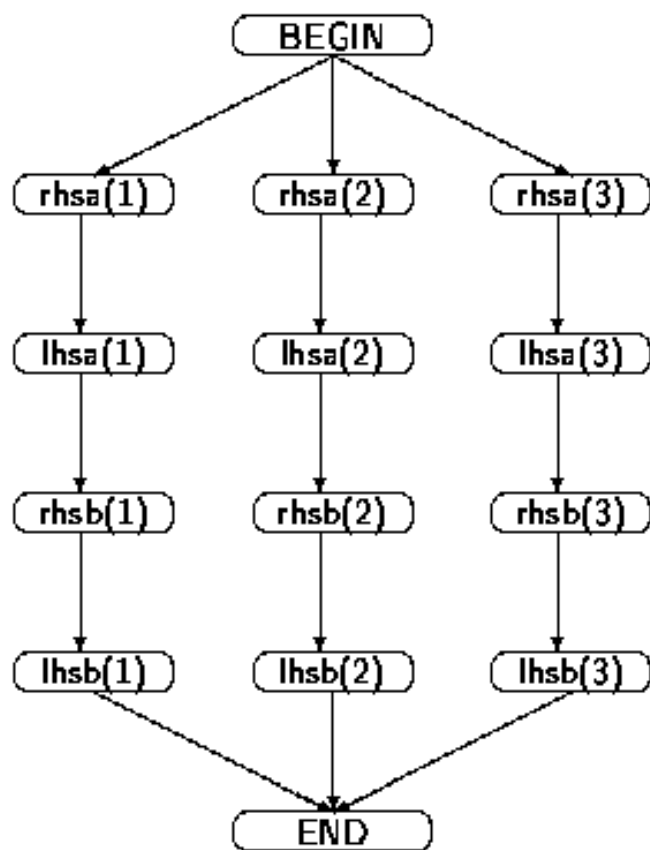 BEGIN
rhsa(1) rhsa(2) rhsa(3)
lhsa(1) lhsa(2) lhsa(3)
rhsb(1) rhsb(2) rhsb(3)
lhsb(1) lhsb(2) lhsb(3)
END